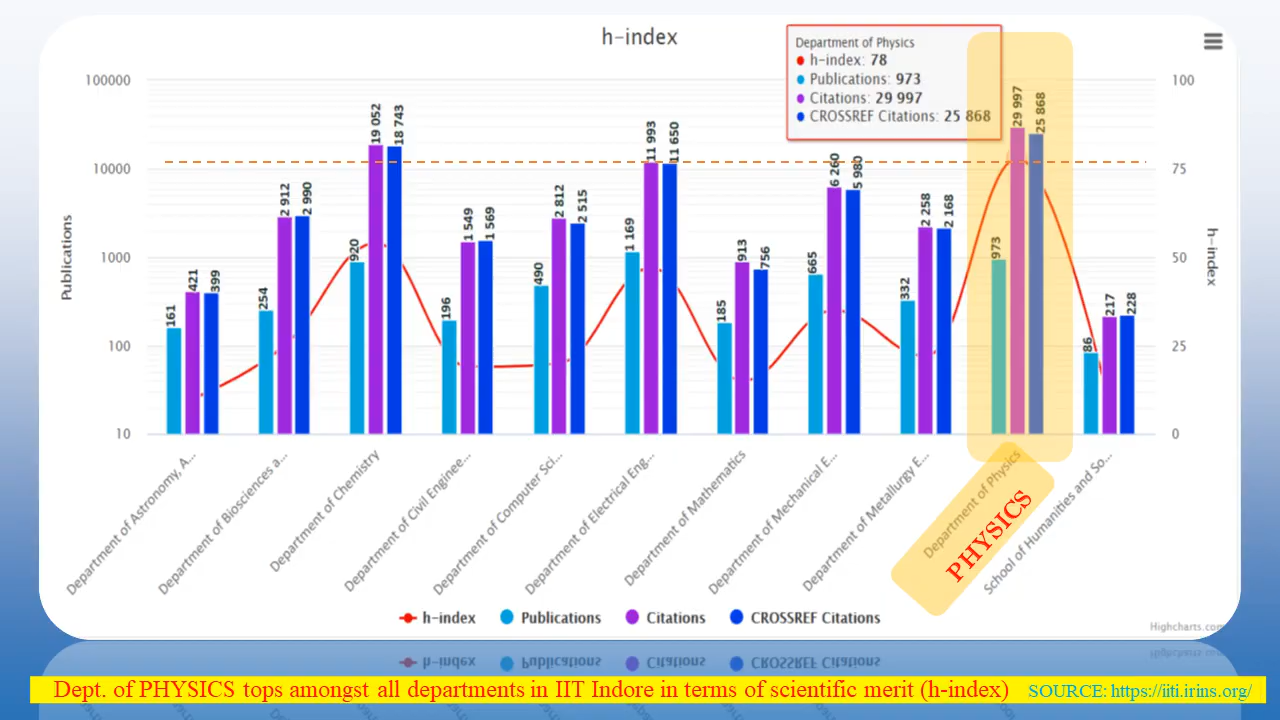 h-index
Department of Physics
h-index: 78
Publications: 973
Citations: 29 997
CROSSREF Citations: 25 868
Publications
100000
10000
1000
100
10
h-index
100
75
50
25
0
161
421
399
254
2 912
2 990
920
19 052
18 743
196
1 549
1 569
490
2 812
2 515
1 169
11 993
11 650
185
913
756
665
6 260
5 980
332
2 258
2 168
973
29 997
25 868
86
217
228
Department of Astronomy, A...
Department of Biosciences a...
Department of Chemistry
Department of Civil Enginee...
Department of Computer Sci...
Department of Electrical Eng...
Department of Mathematics
Department of Mechanical E...
Department of Metallurgy E...
Department of Physics
PHYSICS
School of Humanities and So...
h-index Publications Citations CROSSREF Citations
Highcharts.com
Dept. of PHYSICS tops amongst all departments in IIT Indore in terms of scientific merit (h-index) SOURCE: https://iiti.irins.org/